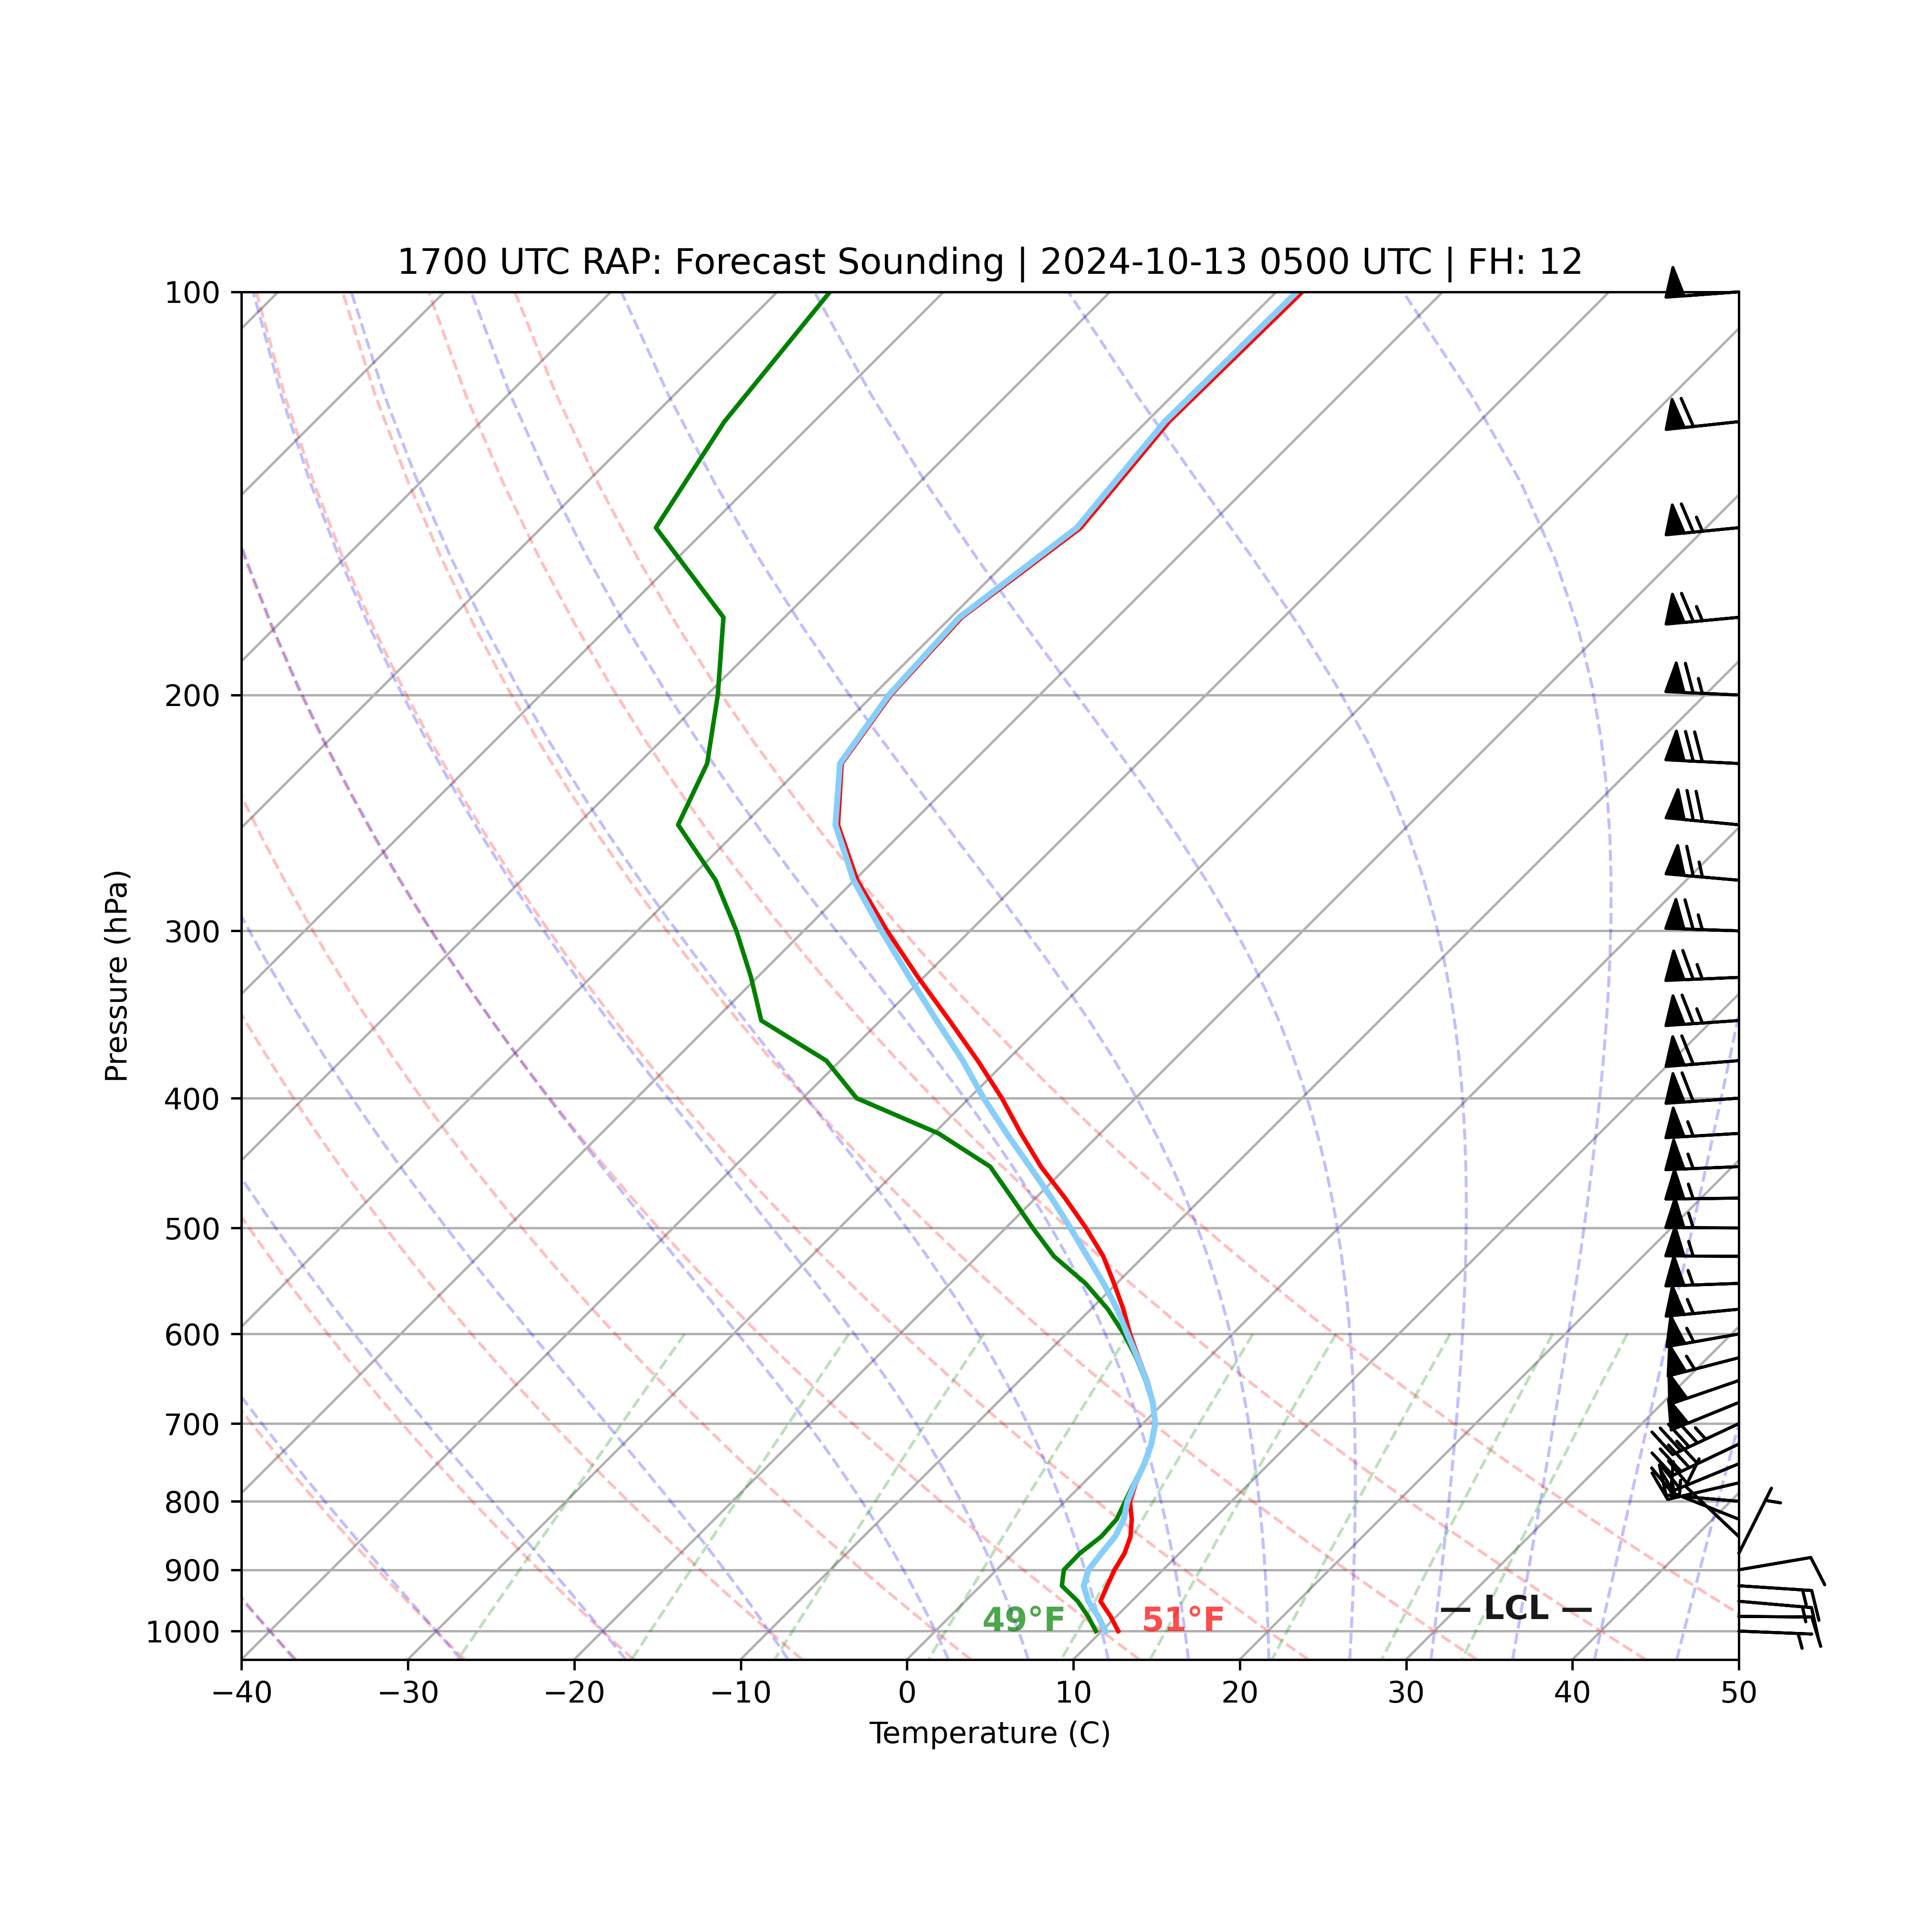 1700 UTC RAP: Forecast Sounding | 2024-10-13 0500 UTC | FH: 12
100
200
300
400
500
600
700
800
900
1000
Pressure (hPa)
49°F
51°F
— LCL —
−40 −30 −20 −10 0 10 20 30 40 50
Temperature (C)